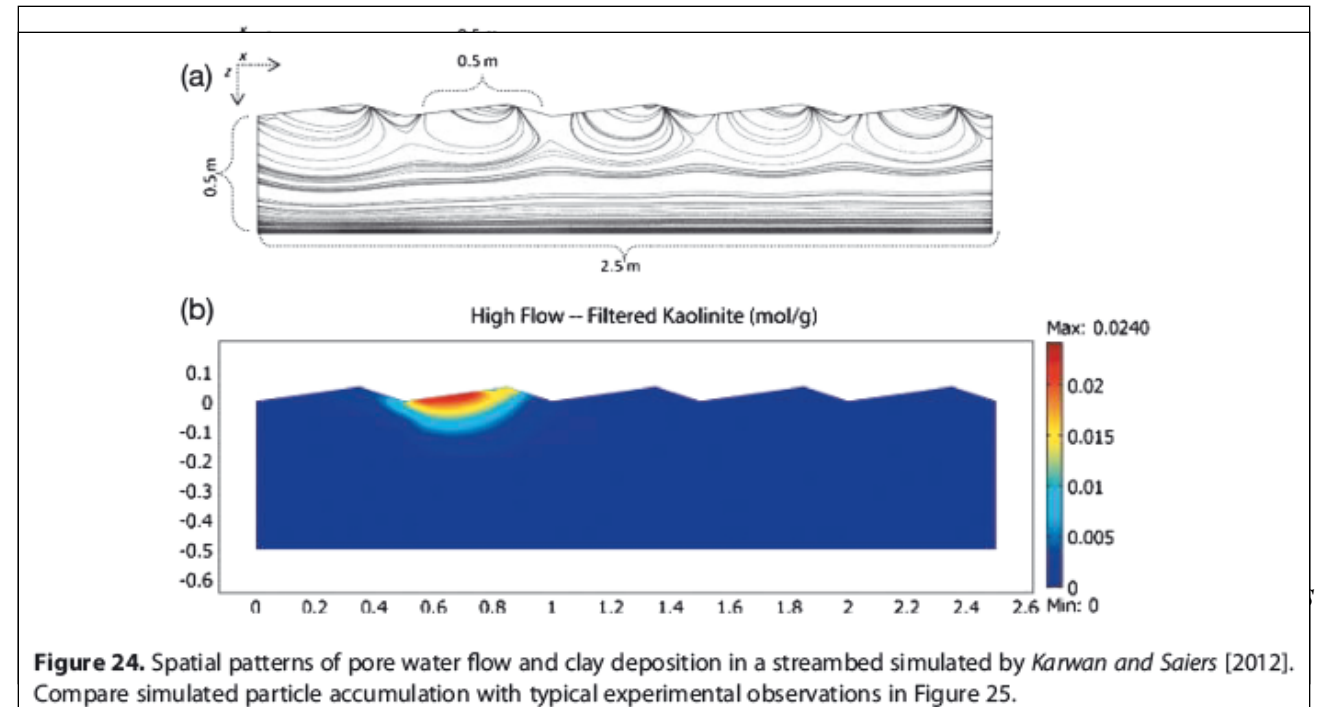 (a)
x
z
0.5 m
0.5 m
2.5 m
(b)
High Flow -- Filtered Kaolinite (mol/g)
Max: 0.0240
0.1
0
-0.1
-0.2
-0.3
-0.4
-0.5
-0.6
0.02
0.015
0.01
0.005
0
0 0.2 0.4 0.6 0.8 1 1.2 1.4 1.6 1.8 2 2.2 2.4 2.6 Min: 0
Figure 24. Spatial patterns of pore water flow and clay deposition in a streambed simulated by Karwan and Saiers [2012].
Compare simulated particle accumulation with typical experimental observations in Figure 25.